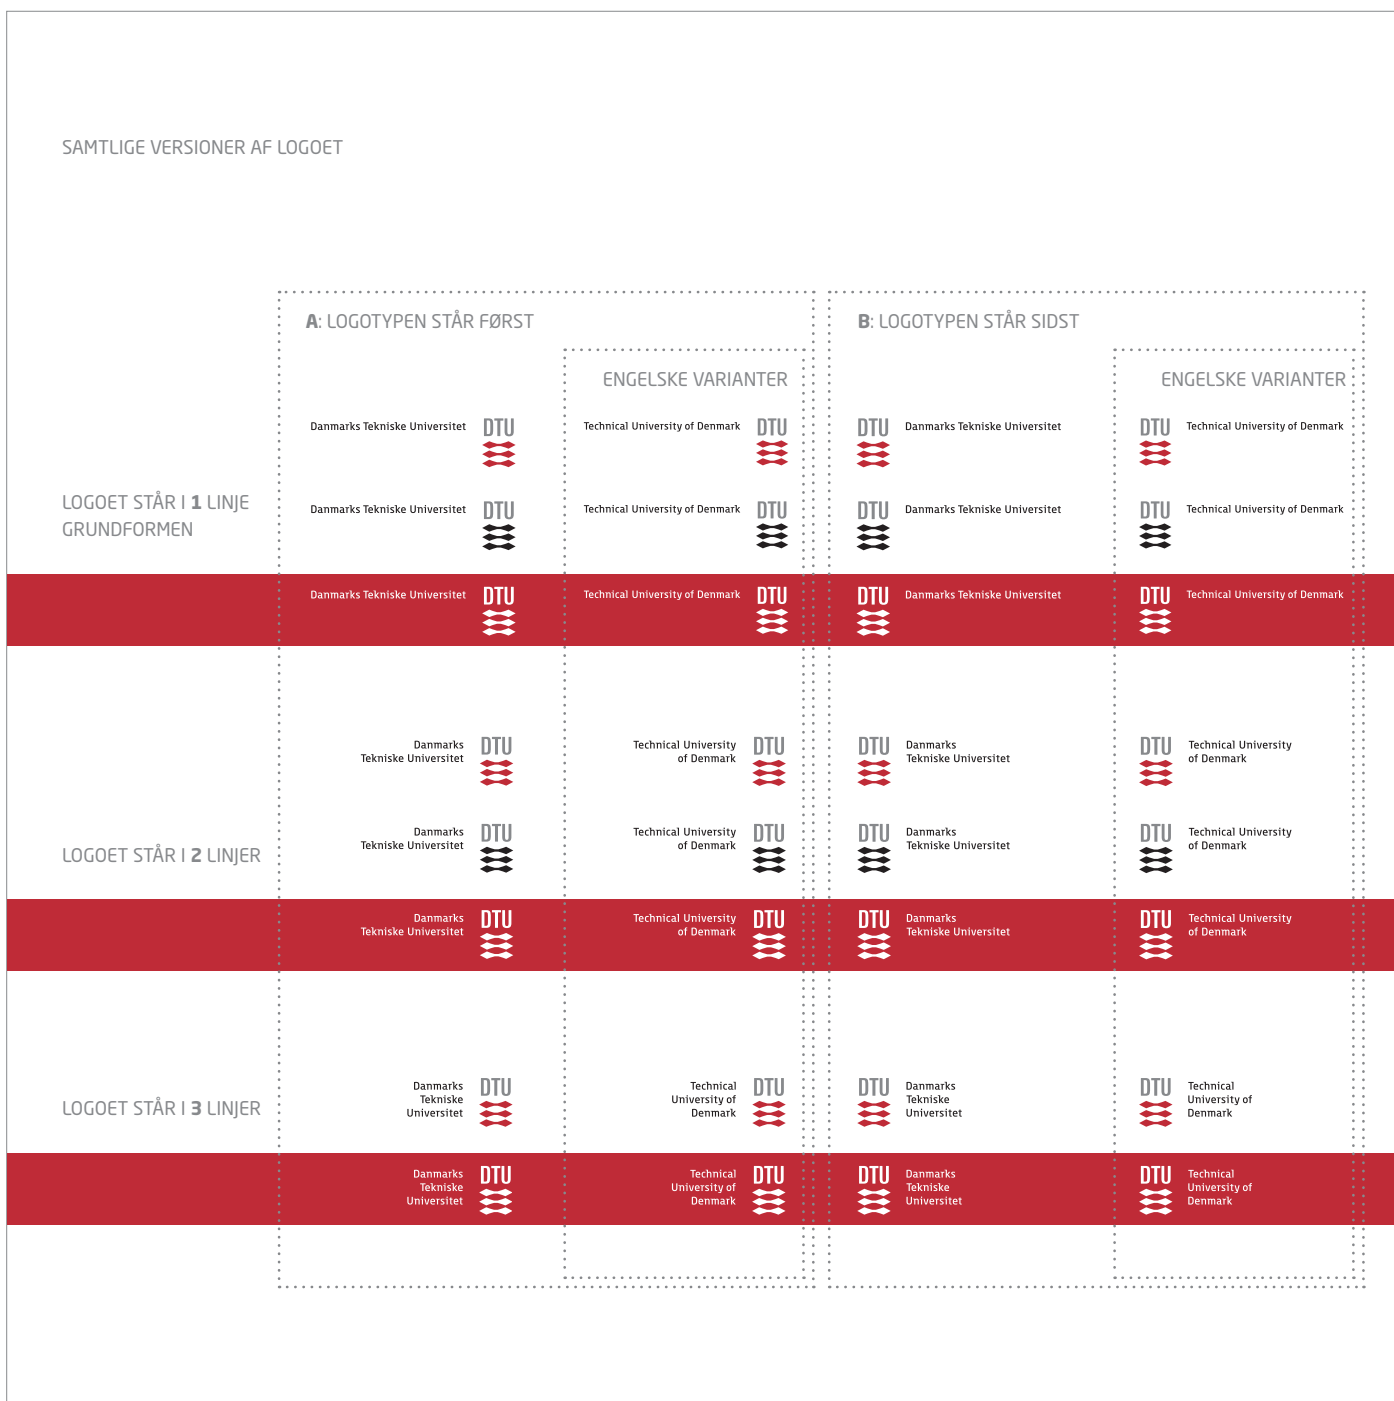 SAMTLIGE VERSIONER AF LOGOET
A: LOGOTYPEN STÅR FØRST
B: LOGOTYPEN STÅR SIDST
ENGELSKE VARIANTER
ENGELSKE VARIANTER
Danmarks Tekniske Universitet DTU
Technical University of Denmark DTU
DTU Danmarks Tekniske Universitet
DTU Technical University of Denmark
LOGOET STÅR I 1 LINJE
GRUNDFORMEN
Danmarks Tekniske Universitet DTU
Technical University of Denmark DTU
DTU Danmarks Tekniske Universitet
DTU Technical University of Denmark
Danmarks Tekniske Universitet DTU
Technical University of Denmark DTU
DTU Danmarks Tekniske Universitet
DTU Technical University of Denmark
Danmarks DTU
Tekniske Universitet
Technical University DTU
of Denmark
DTU Danmarks
Tekniske Universitet
DTU Technical University
of Denmark
LOGOET STÅR I 2 LINJER
Danmarks DTU
Tekniske Universitet
Technical University DTU
of Denmark
DTU Danmarks
Tekniske Universitet
DTU Technical University
of Denmark
Danmarks DTU
Tekniske Universitet
Technical University DTU
of Denmark
DTU Danmarks
Tekniske Universitet
DTU Technical University
of Denmark
LOGOET STÅR I 3 LINJER
Danmarks DTU
Tekniske
Universitet
Technical DTU
University of
Denmark
DTU Danmarks
Tekniske
Universitet
DTU Technical
University of
Denmark
Danmarks DTU
Tekniske
Universitet
Technical DTU
University of
Denmark
DTU Danmarks
Tekniske
Universitet
DTU Technical
University of
Denmark